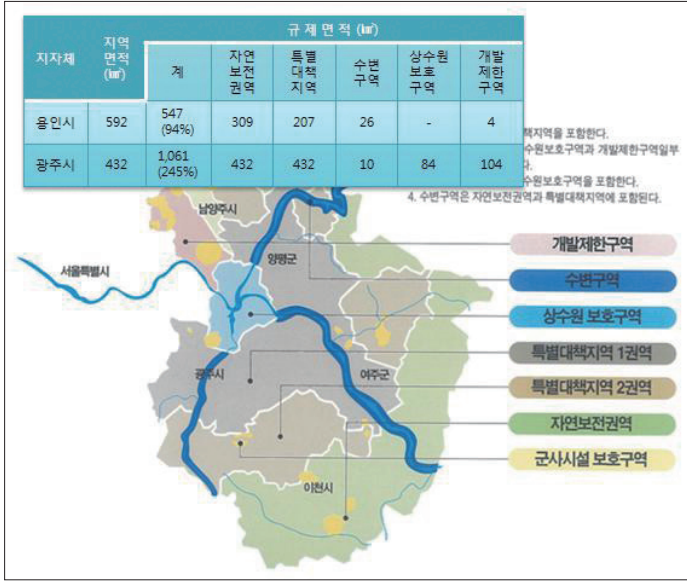 지자체 지역 면적 (㎢) 규 제 면 적 (㎢)
계 자연 보전 권역 특별 대책 지역 수변 구역 상수원 보호 구역 개발 제한 구역
용인시 592 547 (94%) 309 207 26 - 4
광주시 432 1,061 (245%) 432 432 10 84 104
책지역을 포함한다.
수원보호구역과 개발제한구역일부
다.
수원보호구역을 포함한다.
4. 수변구역은 자연보전권역과 특별대책지역에 포함된다.
남양주시
개발제한구역
양평군
서울특별시
수변구역
상수원 보호구역
특별대책지역 1권역
광주시
여주군
특별대책지역 2권역
자연보전권역
군사시설 보호구역
이천시